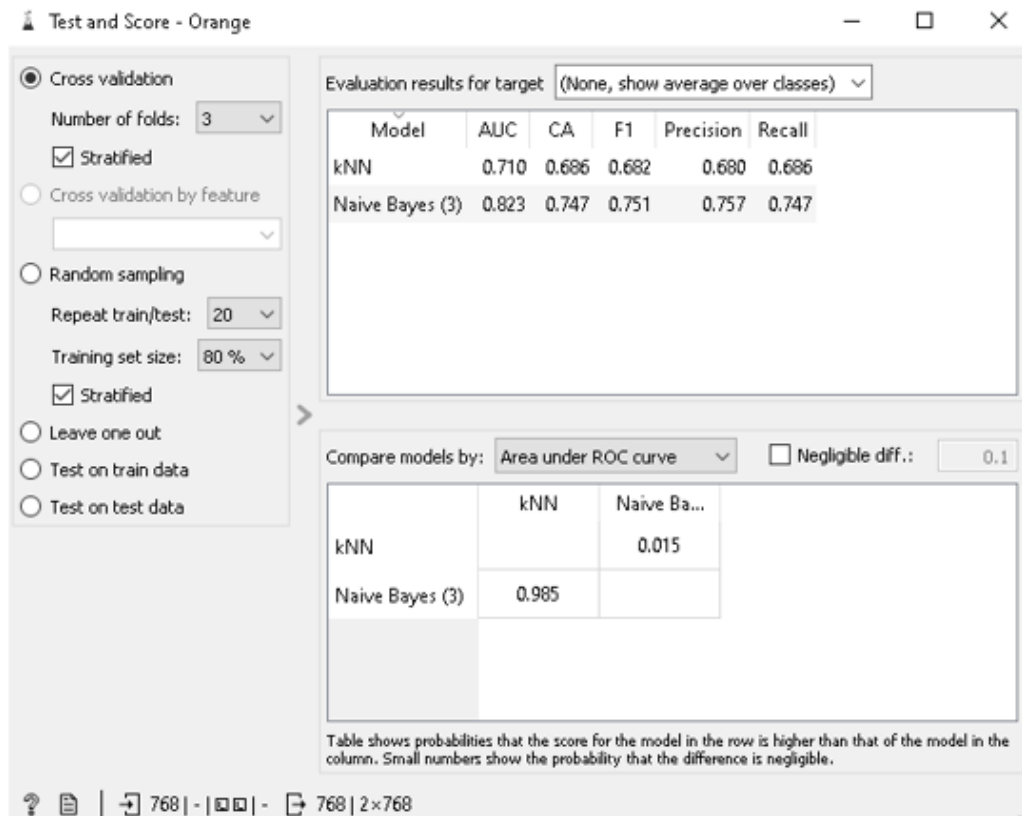 Test and Score - Orange
Cross validation
Number of folds: 3
Stratified
Cross validation by feature
Random sampling
Repeat train/test: 20
Training set size: 80 %
Stratified
Leave one out
Test on train data
Test on test data
Evaluation results for target (None, show average over classes)
Model AUC CA F1 Precision Recall
kNN 0.710 0.686 0.682 0.680 0.686
Naive Bayes (3) 0.823 0.747 0.751 0.757 0.747
Compare models by: Area under ROC curve Negligible diff.: 0.1
kNN Naive Ba...
kNN 0.015
Naive Bayes (3) 0.985
Table shows probabilities that the score for the model in the row is higher than that of the model in the
column. Small numbers show the probability that the difference is negligible.
? 768 | - | - 768 | 2×768